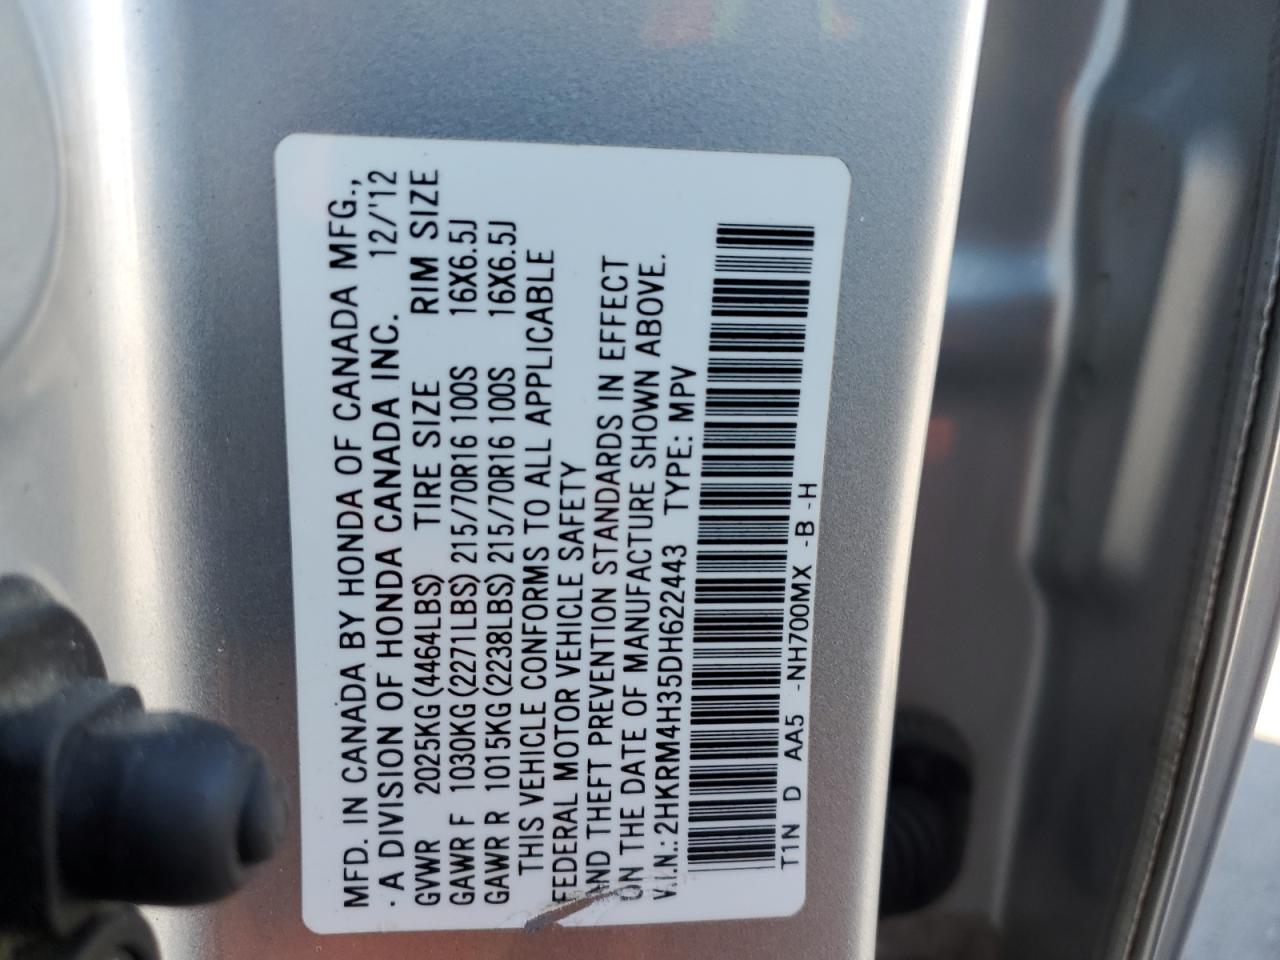 MFD. IN CANADA BY HONDA OF CANADA MFG.,
A DIVISION OF HONDA CANADA INC. 12/'12
GVWR 2025KG(4464LBS) TIRE SIZE RIM SIZE
GAWR F 1030KG(2271LBS) 215/70R16 100S 16X6.5J
GAWR R 1015KG(2238LBS) 215/70R16 100S 16X6.5J
THIS VEHICLE CONFORMS TO ALL APPLICABLE
FEDERAL MOTOR VEHICLE SAFETY
AND THEFT PREVENTION STANDARDS IN EFFECT
ON THE DATE OF MANUFACTURE SHOWN ABOVE.
V.I.N.: 2HKRM4H35DH622443 TYPE: MPV
T1N D AA5 -NH700MX -B -H